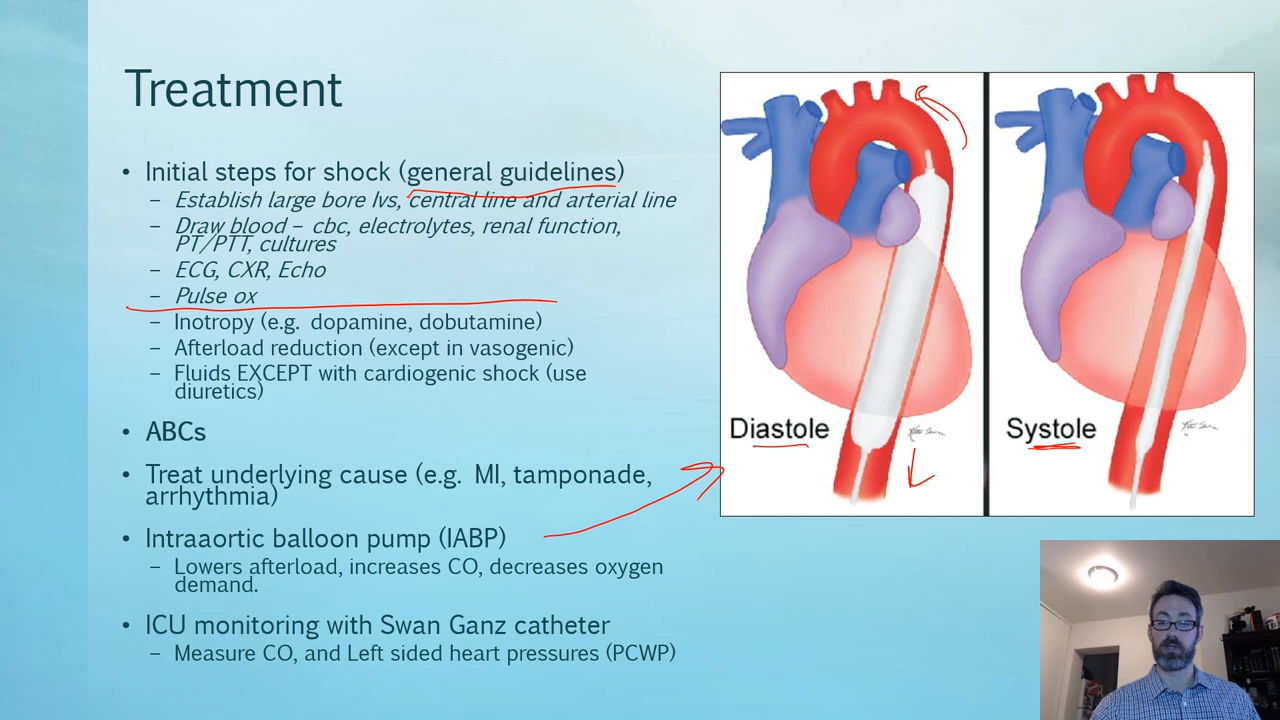 Treatment
• Initial steps for shock (general guidelines)
– Establish large bore Ivs, central line and arterial line
– Draw blood – cbc, electrolytes, renal function,
PT/PTT, cultures
– ECG, CXR, Echo
– Pulse ox
– Inotropy (e.g. dopamine, dobutamine)
– Afterload reduction (except in vasogenic)
– Fluids EXCEPT with cardiogenic shock (use
diuretics)
• ABCs
• Treat underlying cause (e.g. MI, tamponade,
arrhythmia)
• Intraaortic balloon pump (IABP)
– Lowers afterload, increases CO, decreases oxygen
demand.
• ICU monitoring with Swan Ganz catheter
– Measure CO, and Left sided heart pressures (PCWP)
Diastole
Systole